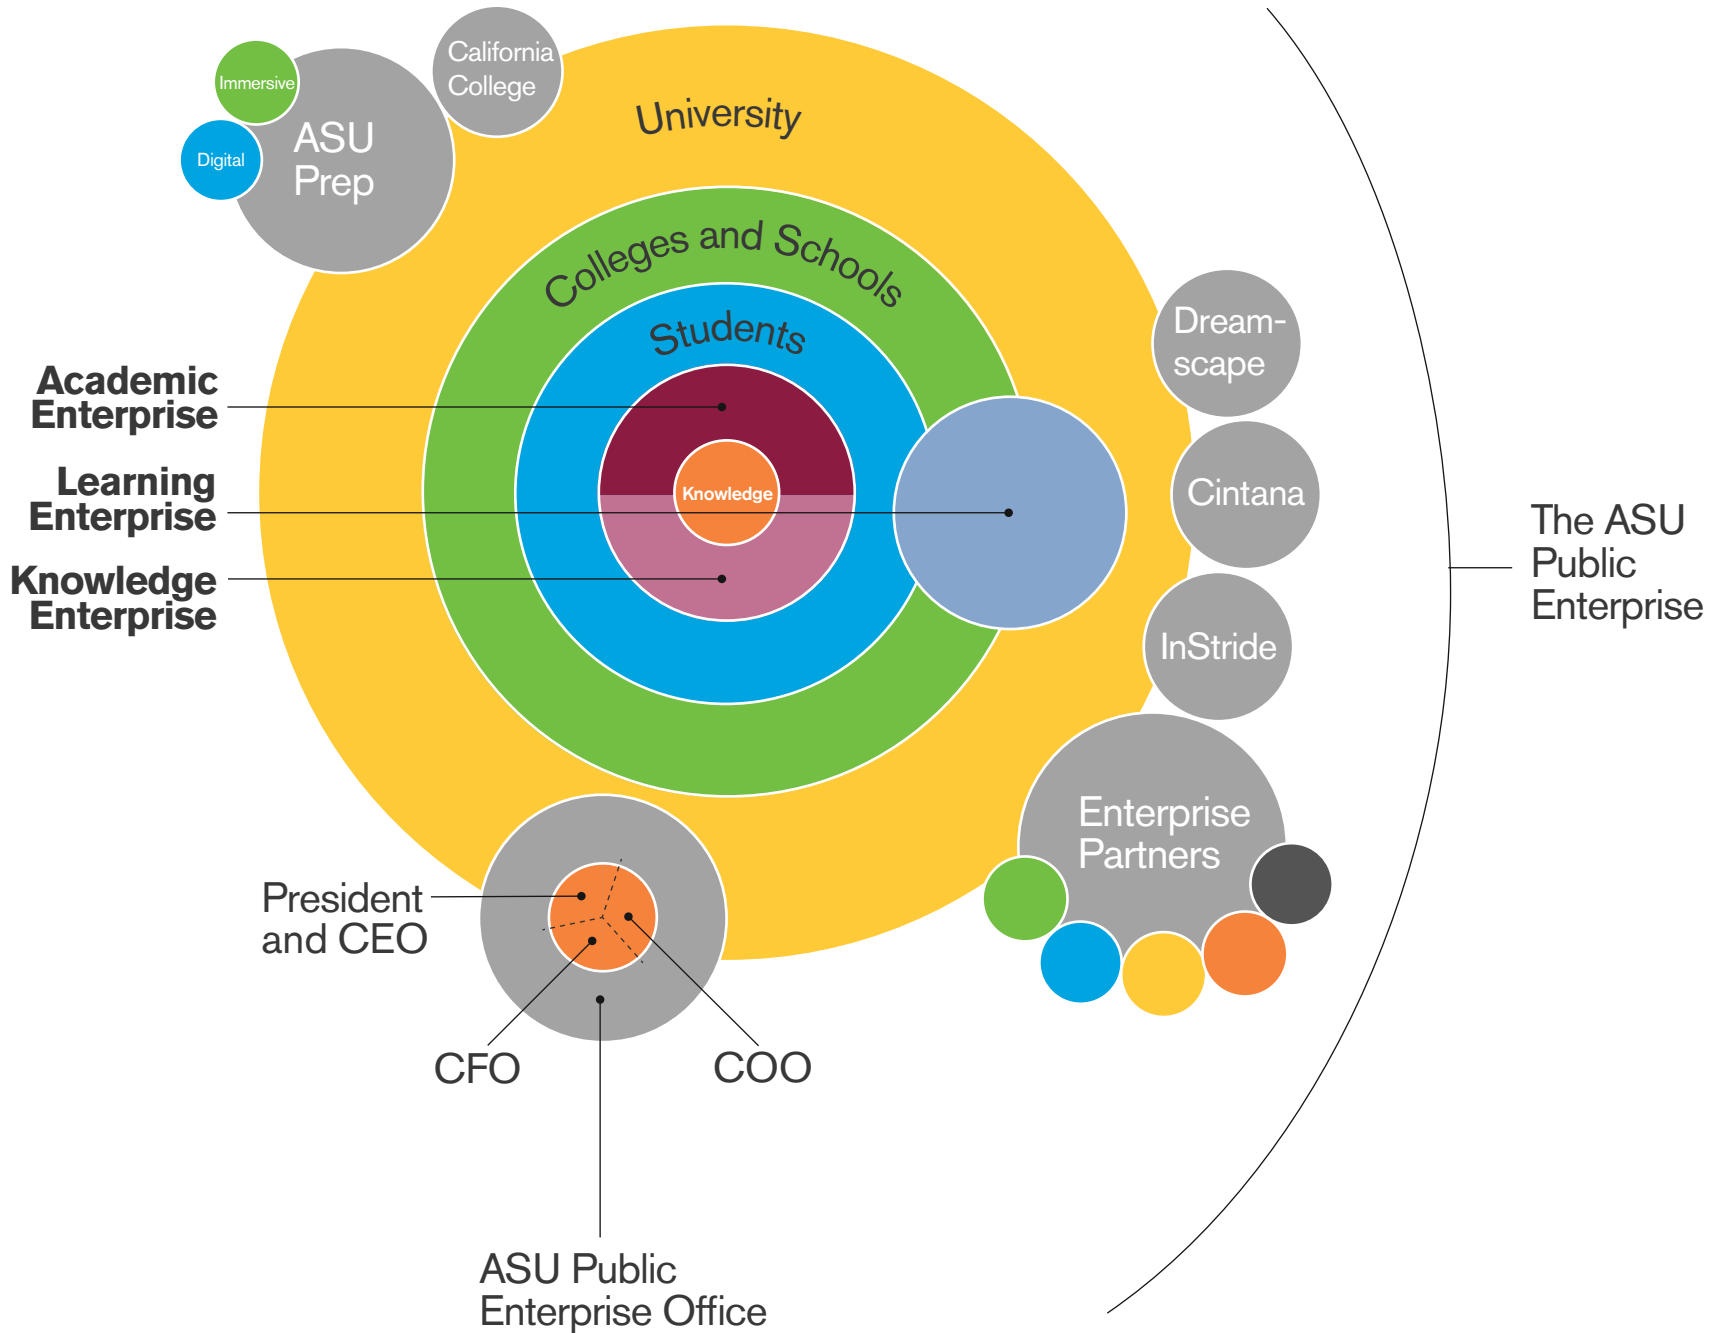 California
College
Immersive
ASU
Prep
Digital
University
Colleges and Schools
Students
Dream-
scape
Academic
Enterprise
Learning
Enterprise
Knowledge
Cintana
The ASU
Public
Enterprise
Knowledge
Enterprise
InStride
Enterprise
Partners
President
and CEO
CFO
COO
ASU Public
Enterprise Office